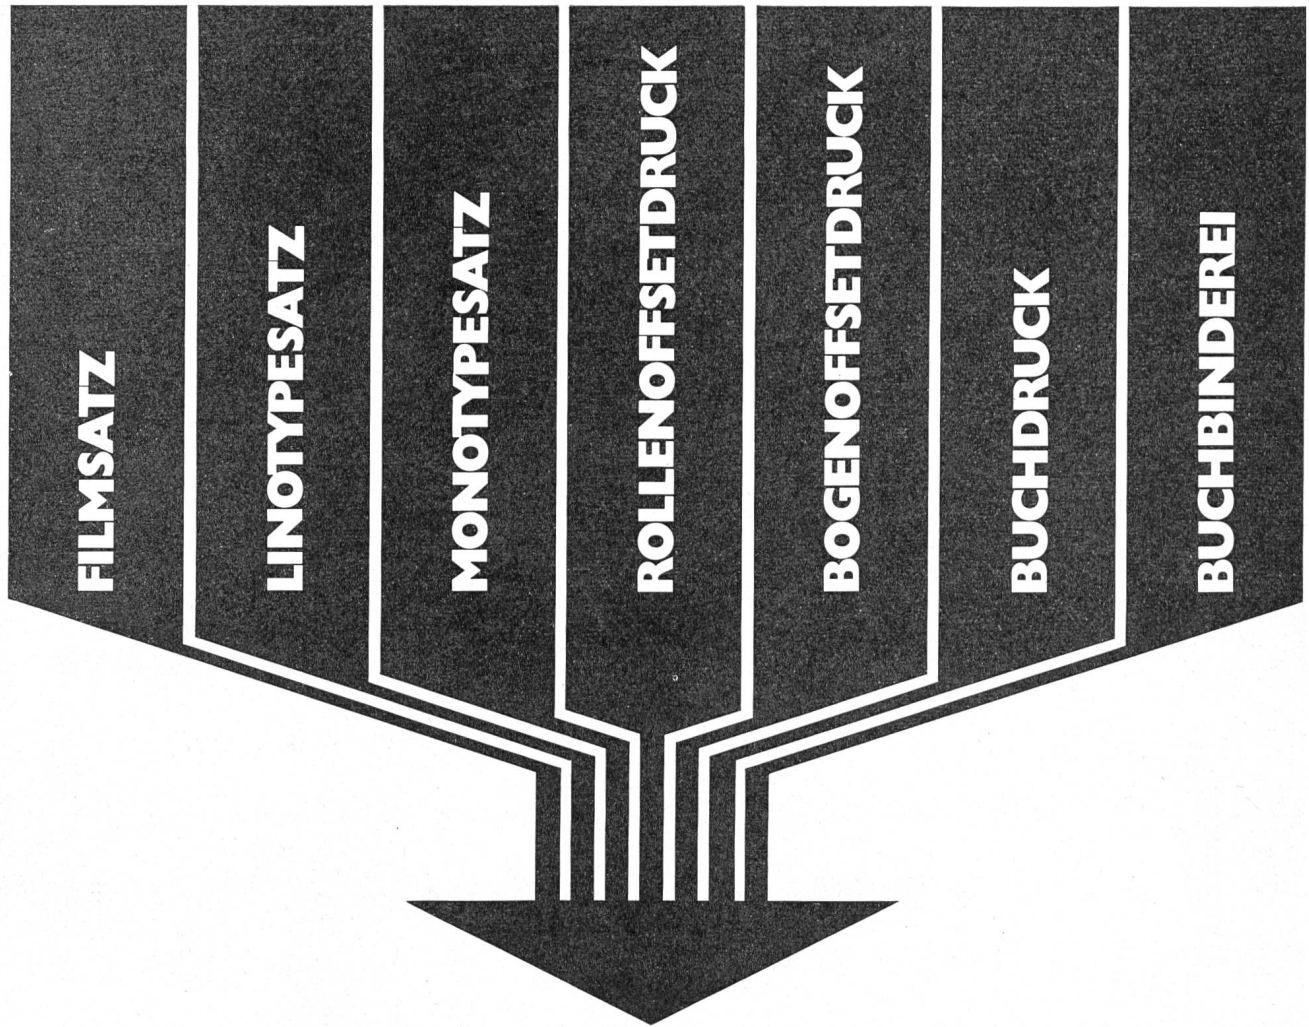 FILMSATZ
LINOTYPESATZ
MONOTYPESATZ
ROLLENOFFSETDRUCK
BOGENOFFSETDRUCK
BUCHDRUCK
BUCHBINDEREI